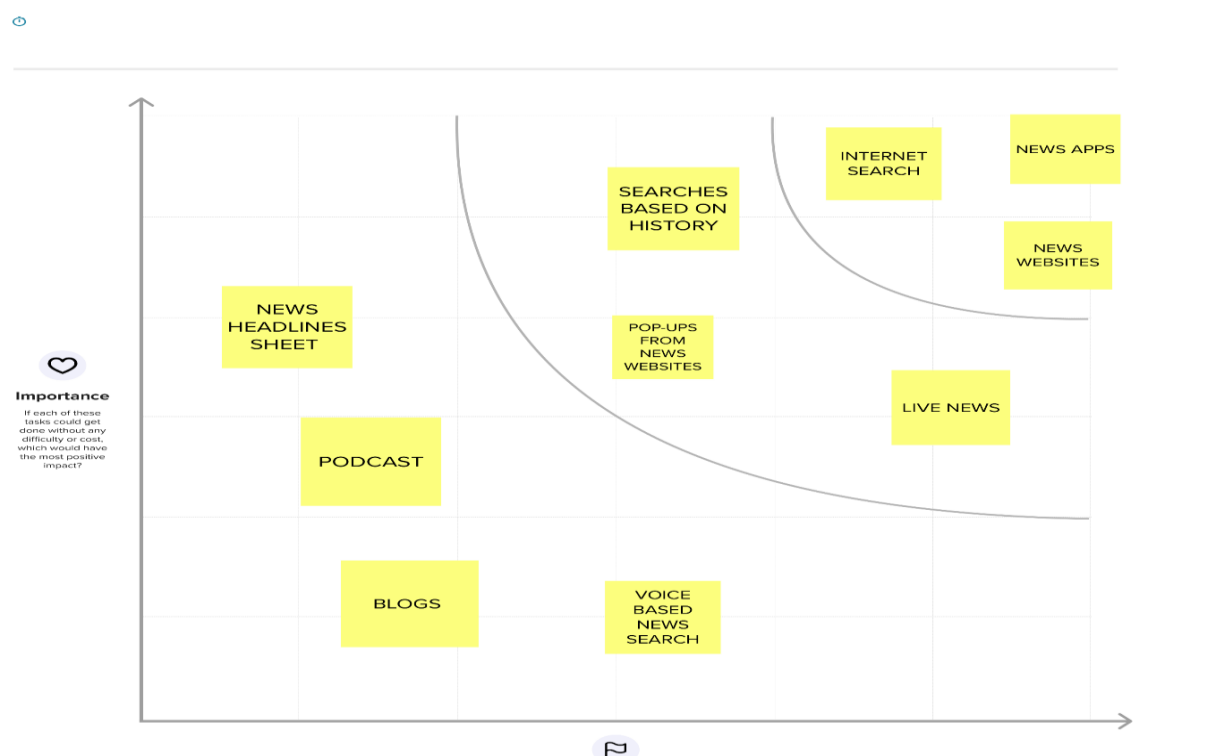 INTERNET
SEARCH
NEWS APPS
SEARCHES
BASED ON
HISTORY
NEWS
WEBSITES
NEWS
HEADLINES
SHEET
POP-UPS
FROM
NEWS
WEBSITES
LIVE NEWS
Importance
If each of these
tasks could get
done without any
difficulty or cost,
which would have
the most positive
impact?
PODCAST
BLOGS
VOICE
BASED
NEWS
SEARCH